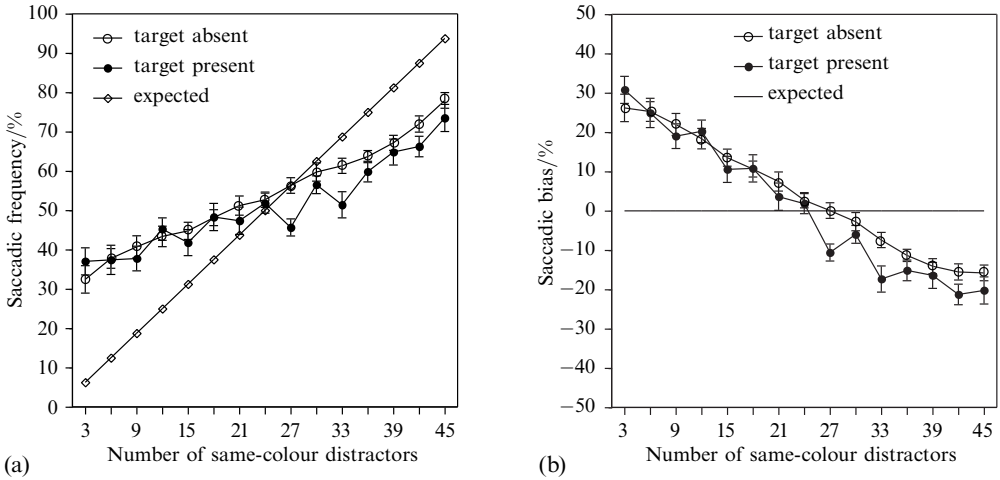 100
90
80
70
60
50
40
30
20
10
0
Saccadic frequency/%
target absent
target present
expected
3 9 15 21 27 33 39 45
Number of same-colour distractors
(a)
50
40
30
20
10
0
−10
−20
−30
−40
−50
Saccadic bias/%
target absent
target present
expected
3 9 15 21 27 33 39 45
Number of same-colour distractors
(b)